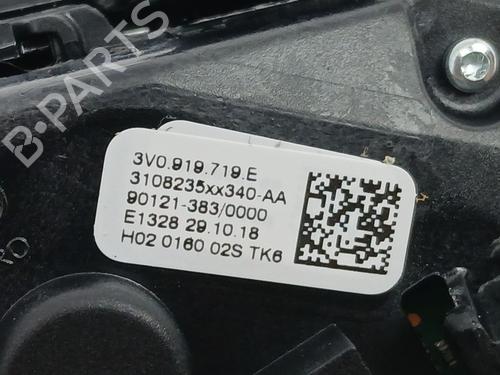 B-PARTS
3V0.919.719.E
3108235xx340-AA
90121-383/0000
E1328 29.10.18
H02 0160 02S TK6